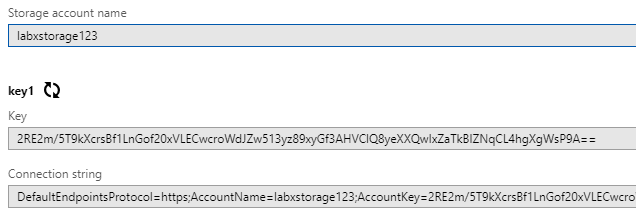 Storage account name
labxstorage123
key1
Key
2RE2m/5T9kXcrsBf1LnGof20xVLECwcroWdJZw513yz89xyGf3AHVClQ8yeXXQwlxZaTkBIZNqCL4hgXgWsP9A==
Connection string
DefaultEndpointsProtocol=https;AccountName=labxstorage123;AccountKey=2RE2m/5T9kXcrsBf1LnGof20xVLECwcro